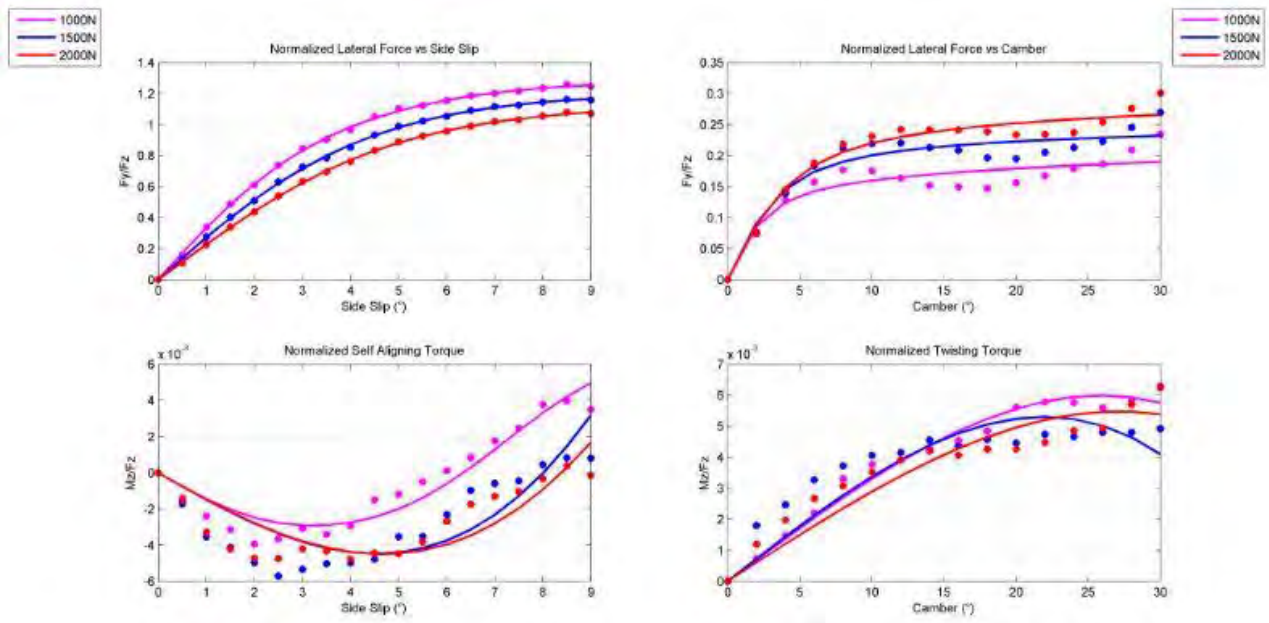 1000N
1500N
2000N
1000N
1500N
2000N
Normalized Lateral Force vs Side Slip
Fy/Fz
1.4
1.2
1
0.8
0.6
0.4
0.2
0
0 1 2 3 4 5 6 7 8 9
Side Slip (°)
Normalized Lateral Force vs Camber
Fy/Fz
0.35
0.3
0.25
0.2
0.15
0.1
0.05
0
0 5 10 15 20 25 30
Camber (°)
x 10⁻³
Normalized Self Aligning Torque
Mz/Fz
6
4
2
0
-2
-4
-6
0 1 2 3 4 5 6 7 8 9
Side Slip (°)
x 10⁻³
Normalized Twisting Torque
Mz/Fz
7
6
5
4
3
2
1
0
0 5 10 15 20 25 30
Camber (°)